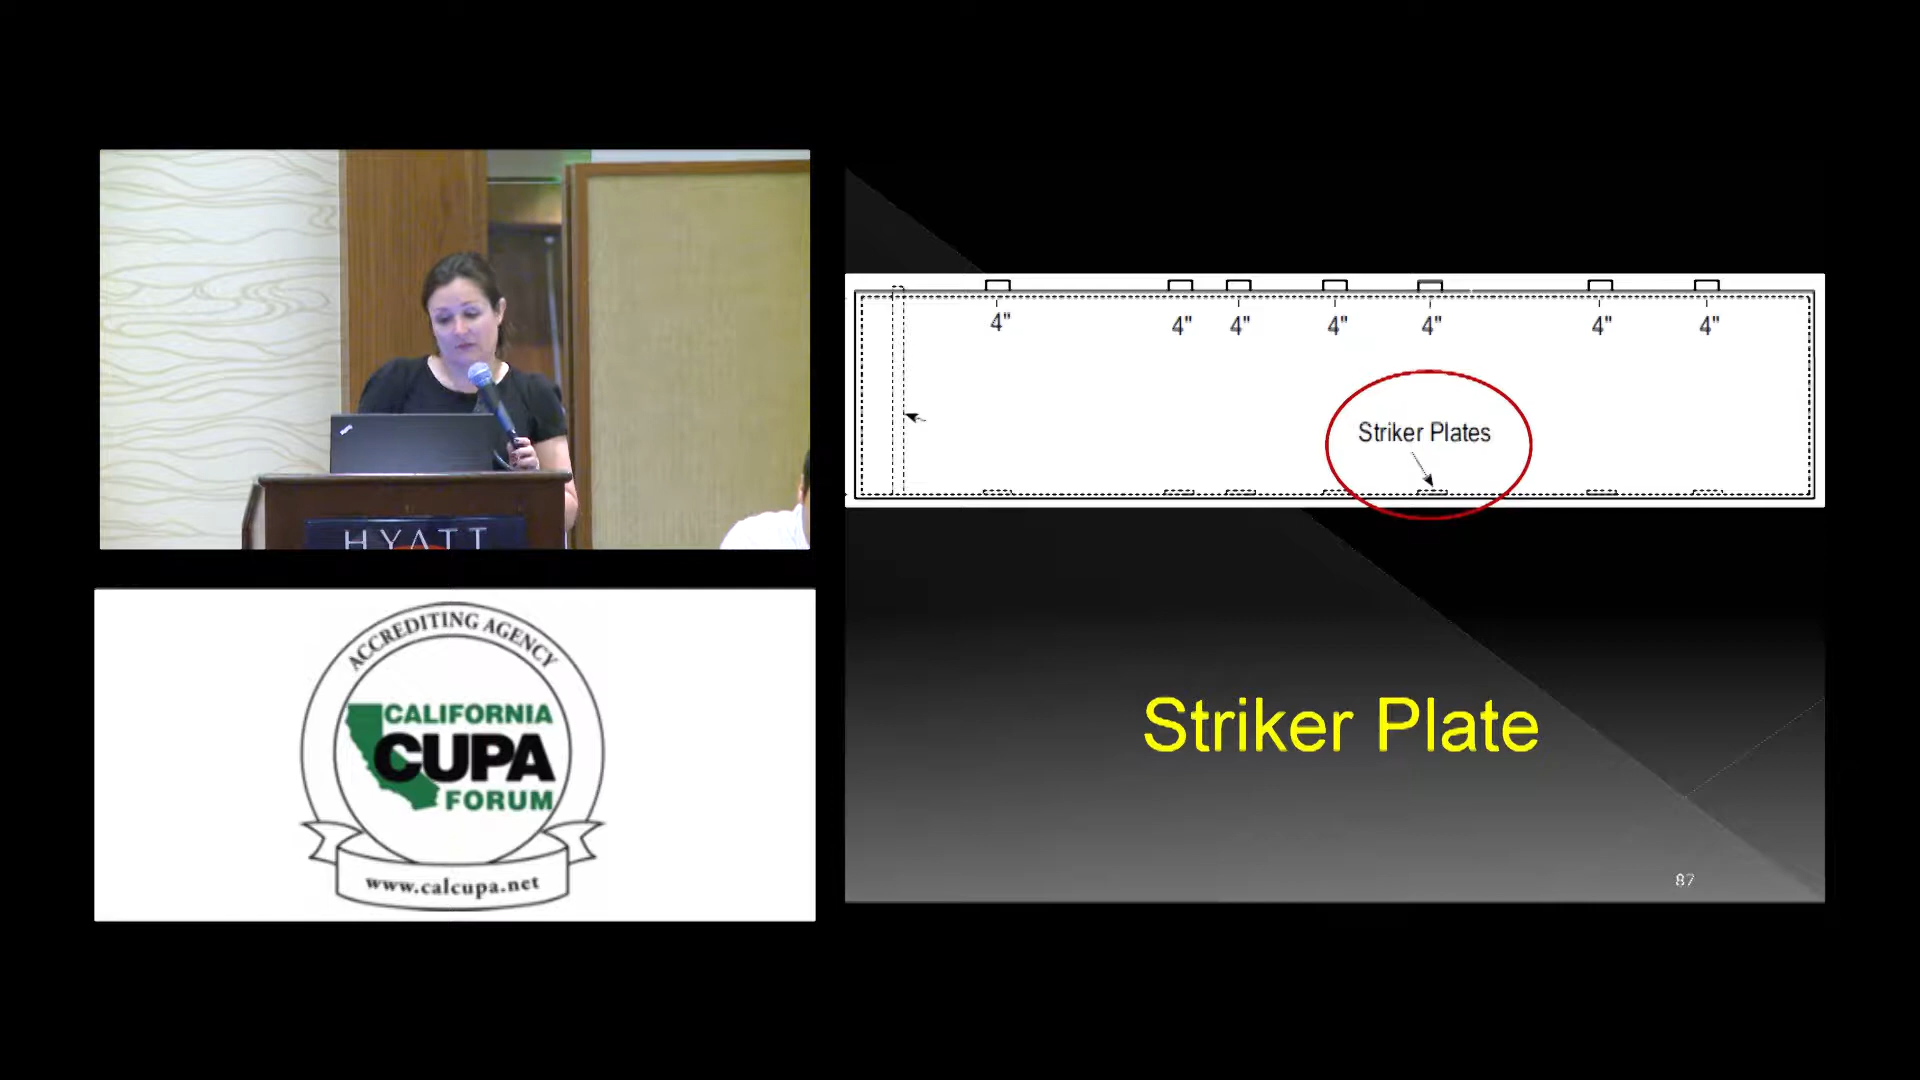 HYATT
ACCREDITING AGENCY
CALIFORNIA
CUPA
FORUM
www.calcupa.net
4" 4" 4" 4" 4" 4" 4"
Striker Plates
Striker Plate
87